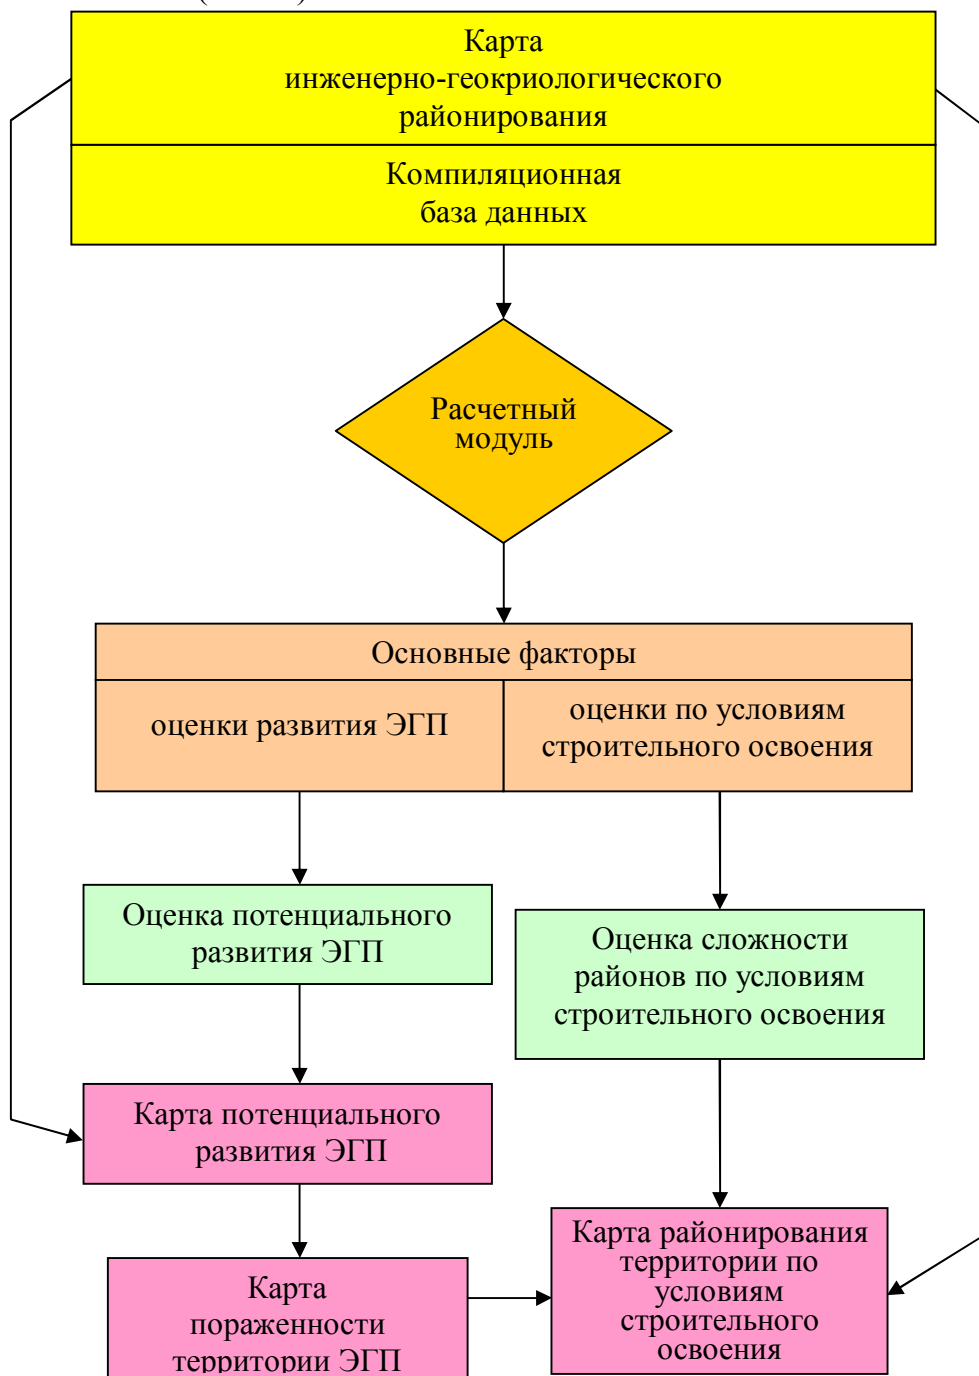 Карта
инженерно-геокриологического
районирования
Компиляционная
база данных
Расчетный
модуль
Основные факторы
оценки развития ЭГП
оценки по условиям
строительного освоения
Оценка потенциального
развития ЭГП
Оценка сложности
районов по условиям
строительного освоения
Карта потенциального
развития ЭГП
Карта районирования
территории по
условиям
строительного
освоения
Карта
пораженности
территории ЭГП